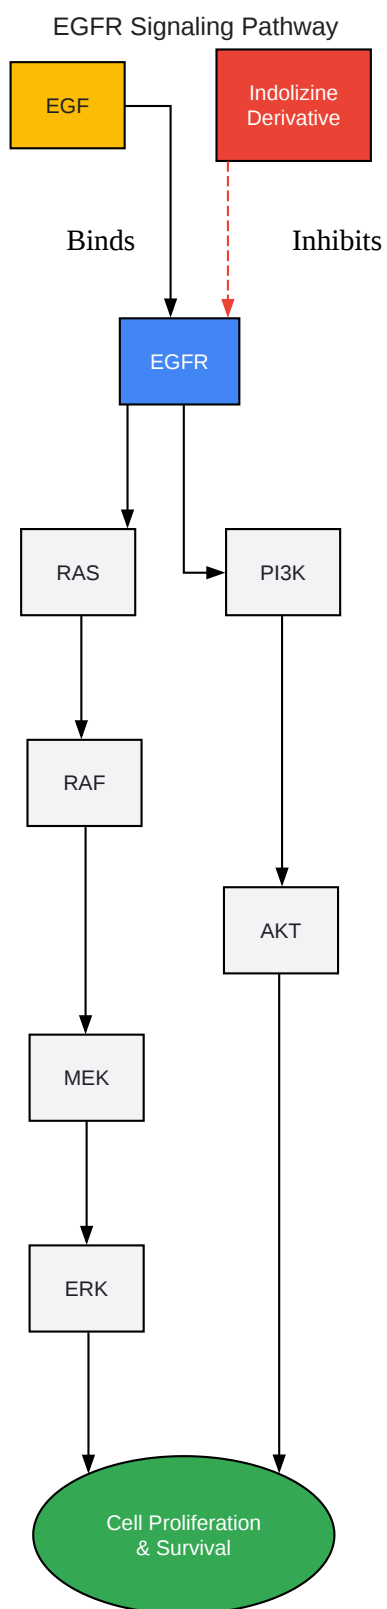 EGFR Signaling Pathway
EGF
Indolizine
Derivative
Binds
Inhibits
EGFR
RAS
PI3K
RAF
AKT
MEK
ERK
Cell Proliferation
& Survival